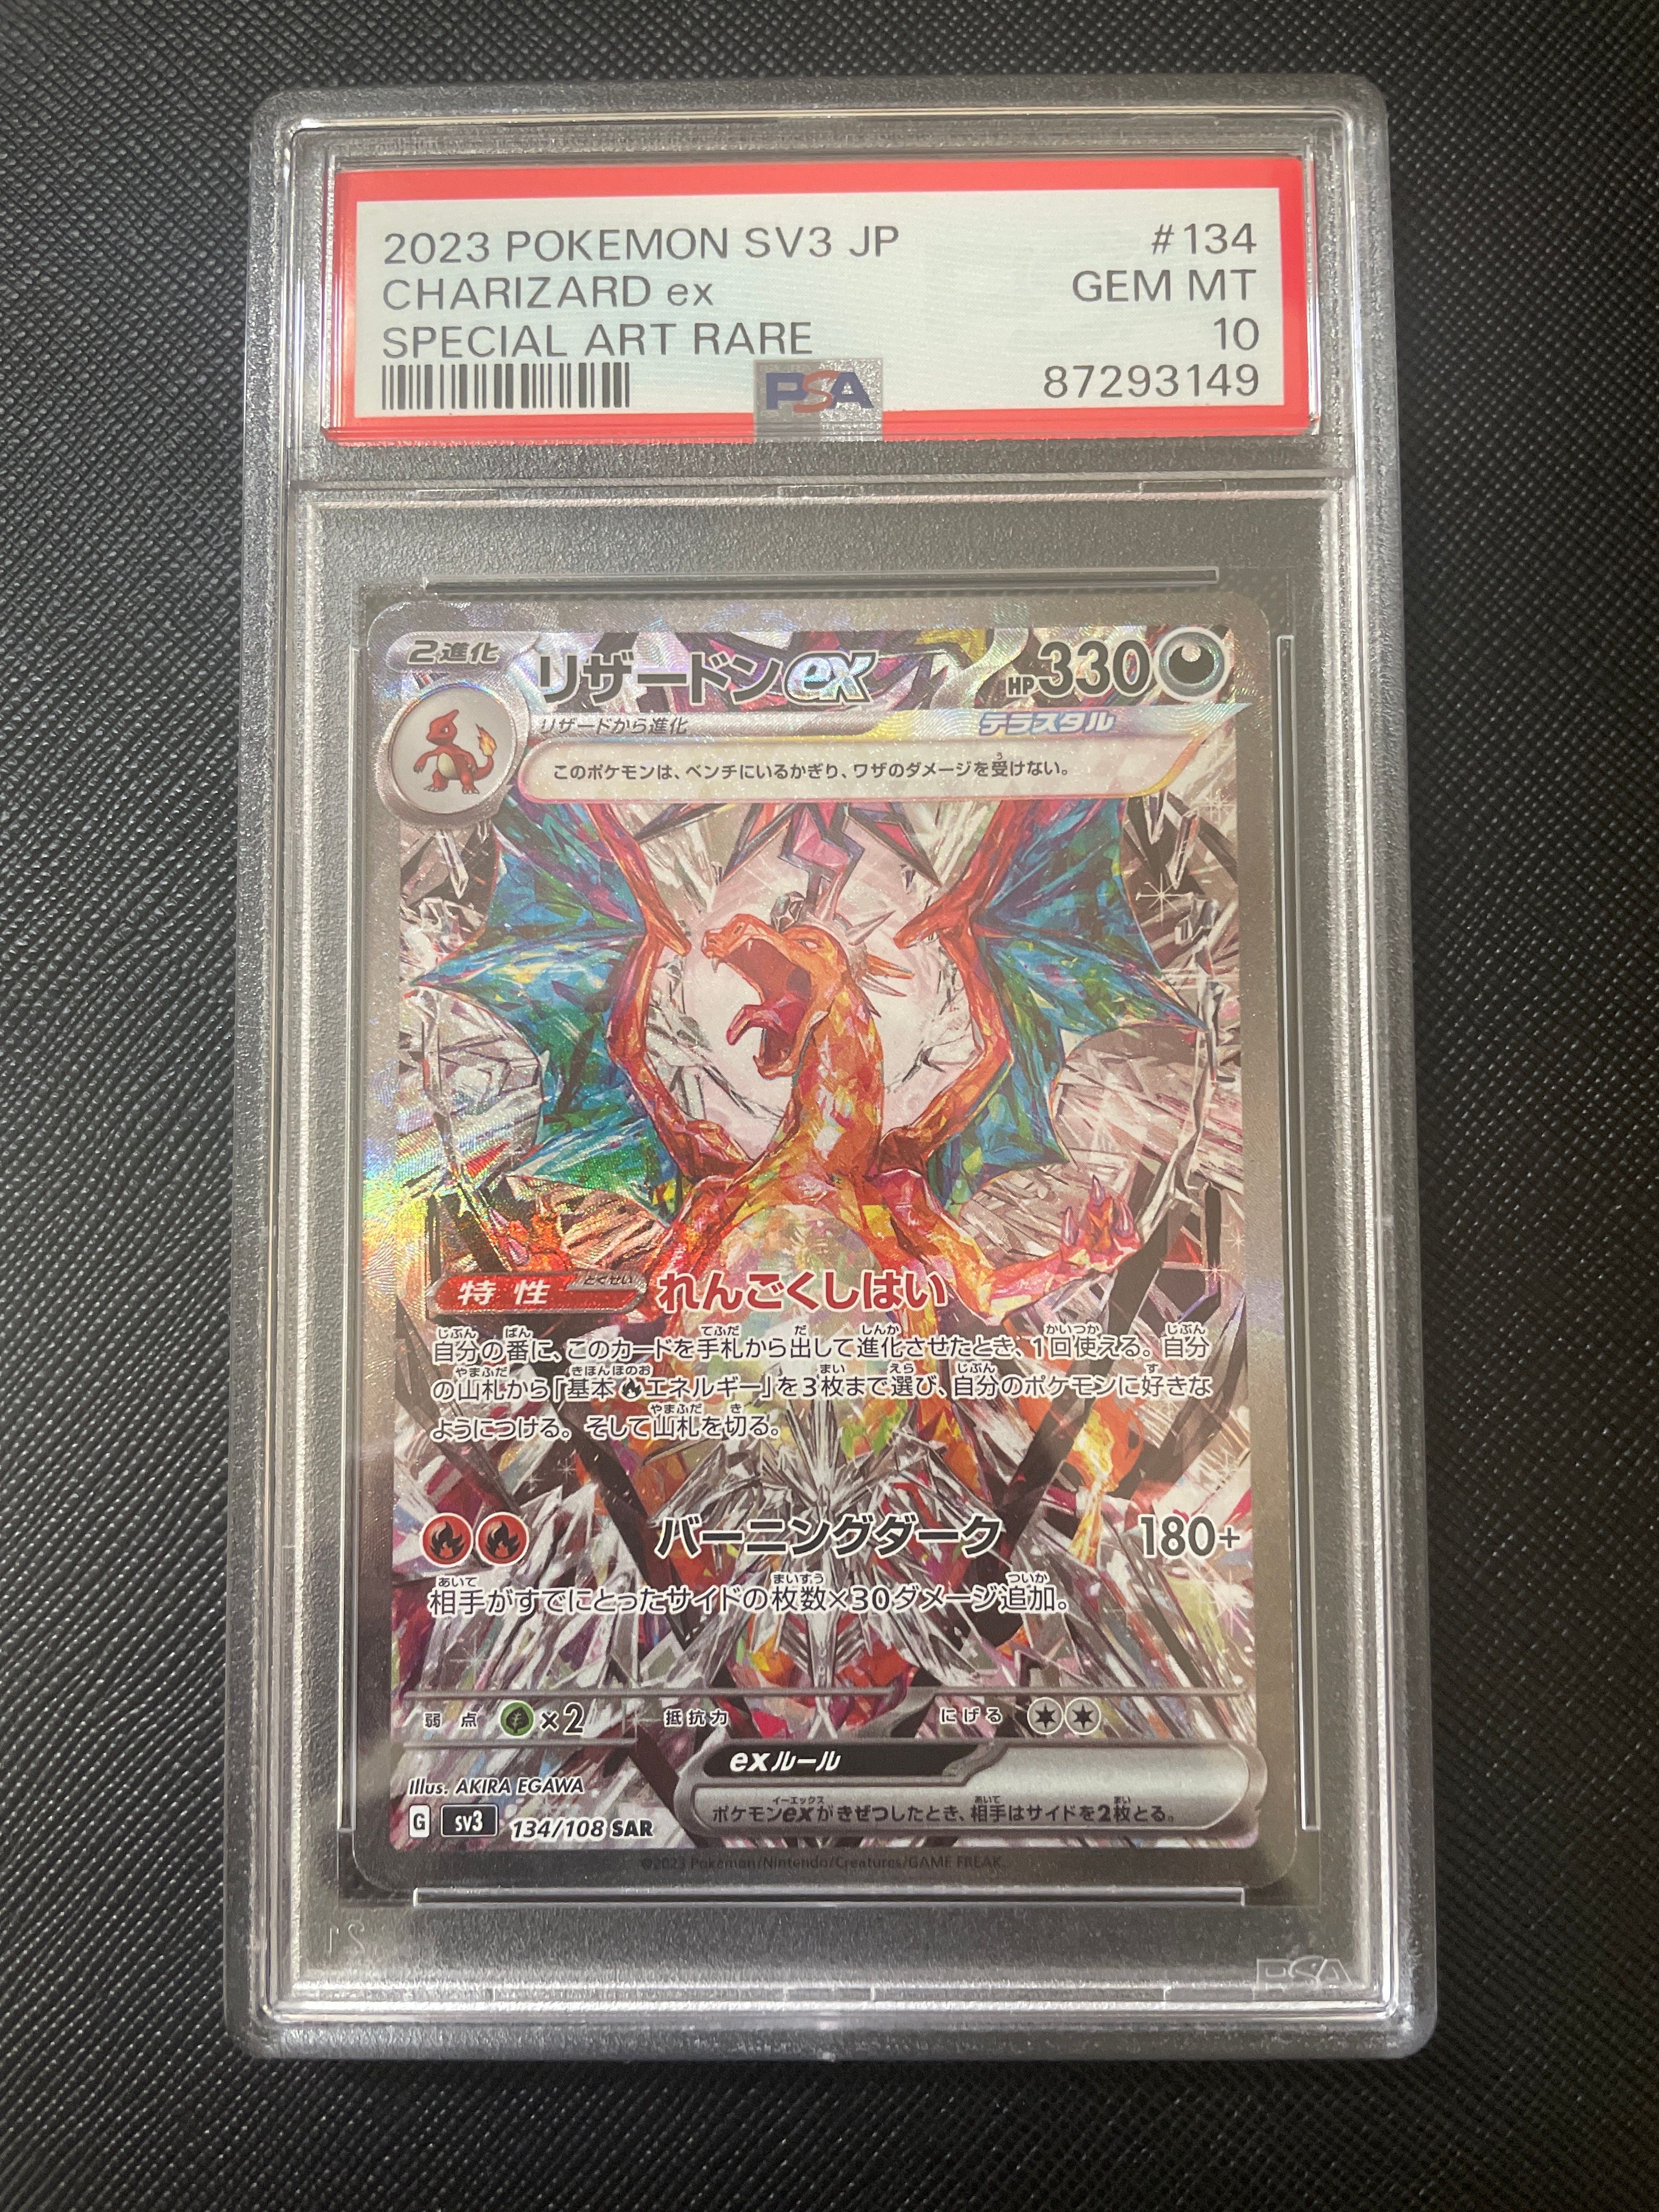 2023 POKEMON SV3 JP #134
CHARIZARD ex GEM MT
SPECIAL ART RARE 10
PSA 87293149
2進化 リザードンex HP330
リザードから進化 テラスタル
このポケモンは、ベンチにいるかぎり、ワザのダメージを受けない。
特性 とくせい れんごくしはい
自分の番に、このカードを手札から出して進化させたとき、1回使える。自分
の山札から「基本エネルギー」を3枚まで選び、自分のポケモンに好きな
ようにつける。そして山札を切る。
バーニングダーク 180+
相手がすでにとったサイドの枚数×30ダメージ追加。
弱点 ×2 抵抗力 にげる
exルール
ポケモンexがきぜつしたとき、相手はサイドを2枚とる。
Illus. AKIRA EGAWA
G sv3 134/108 SAR
©2023 Pokémon/Nintendo/Creatures/GAME FREAK.
PSA